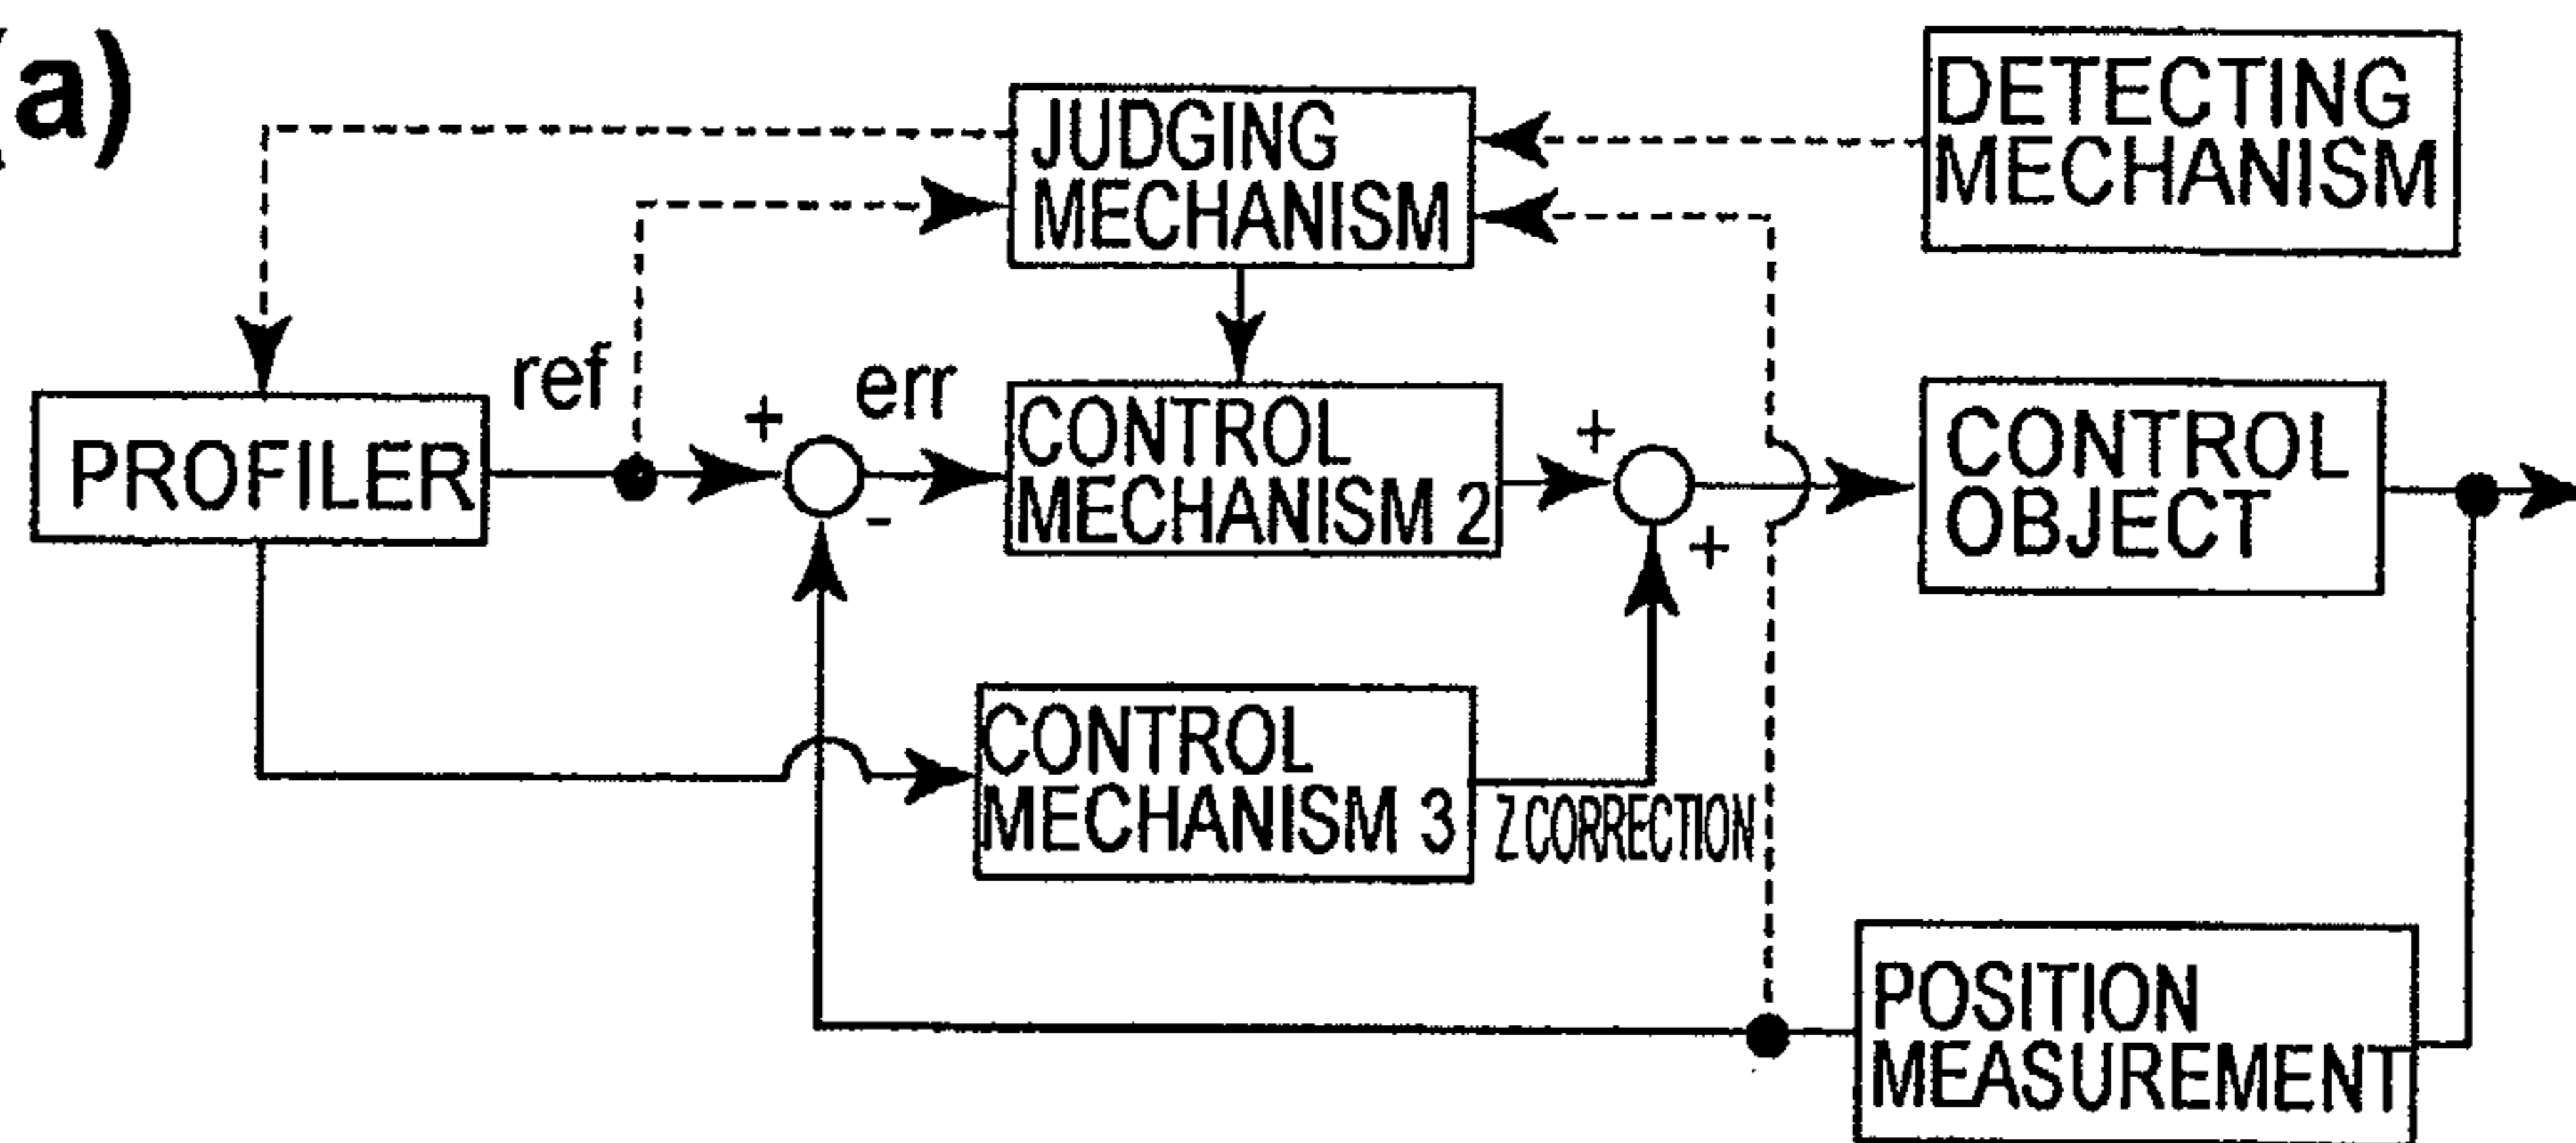 (a)
JUDGING
MECHANISM
DETECTING
MECHANISM
ref
err
PROFILER
+
-
CONTROL
MECHANISM 2
+
+
CONTROL
OBJECT
CONTROL
MECHANISM 3
Z CORRECTION
POSITION
MEASUREMENT